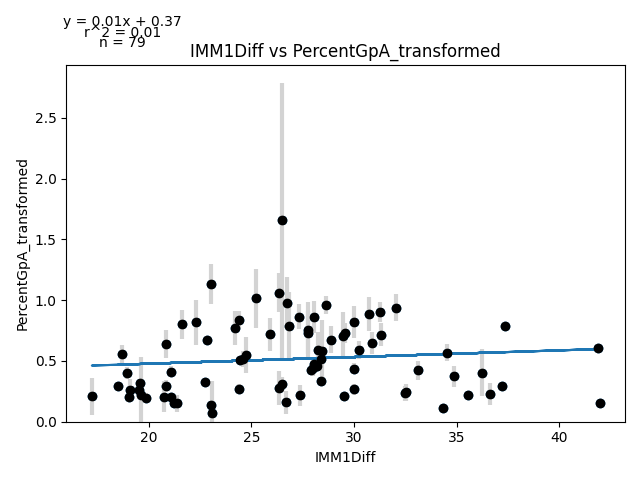 y = 0.01x + 0.37
r^2 = 0.01
n = 79
IMM1Diff vs PercentGpA_transformed
PercentGpA_transformed
2.5
2.0
1.5
1.0
0.5
0.0
20 25 30 35 40
IMM1Diff